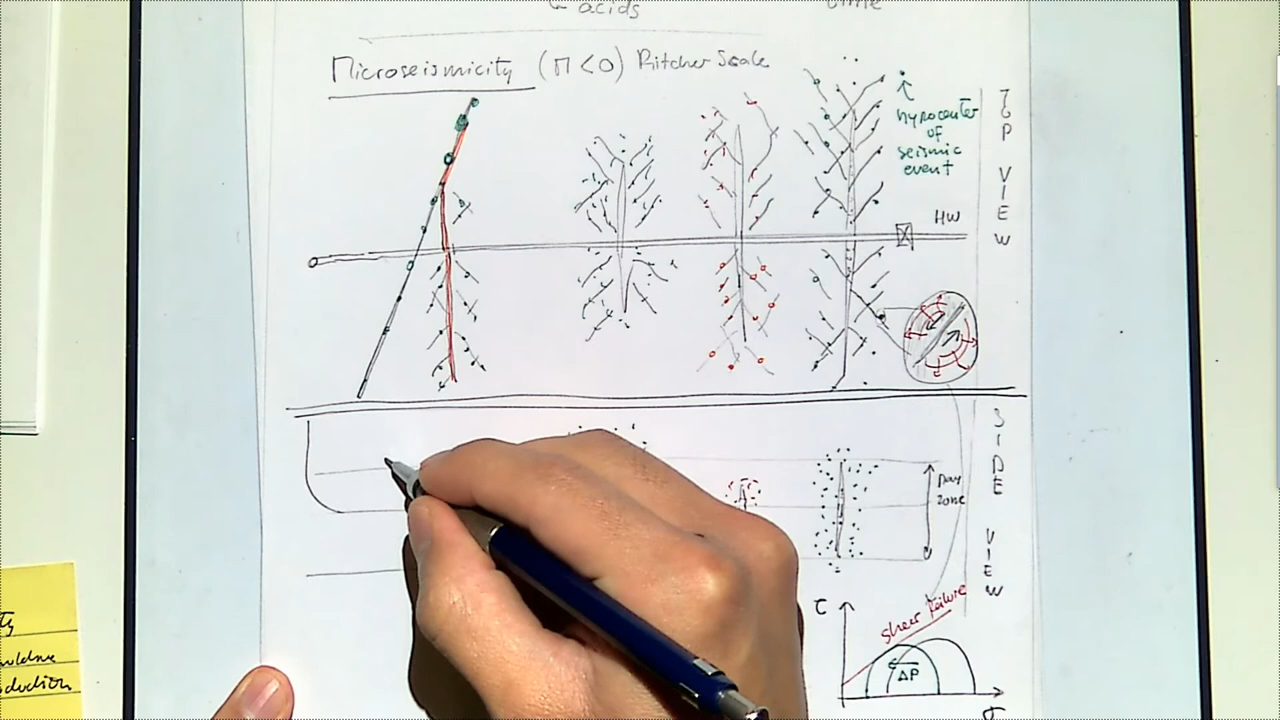 acids
time
Microseismicity (M<0) Ritcher Scale
hypocenter
of
seismic
event
TOP VIEW
HW
SIDE VIEW
Pay
zone
shear failure
τ
ΔP
σ